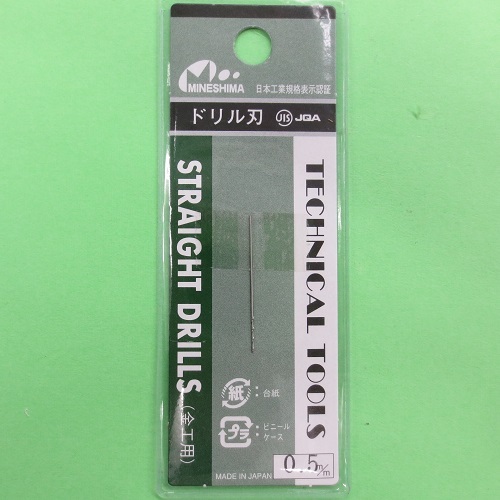 MINESHIMA
日本工業規格表示認証
ドリル刃 JIS JQA
TECHNICAL TOOLS
STRAIGHT DRILLS (金工用)
紙 : 台紙
プラ : ビニールケース
MADE IN JAPAN
0.5m/m